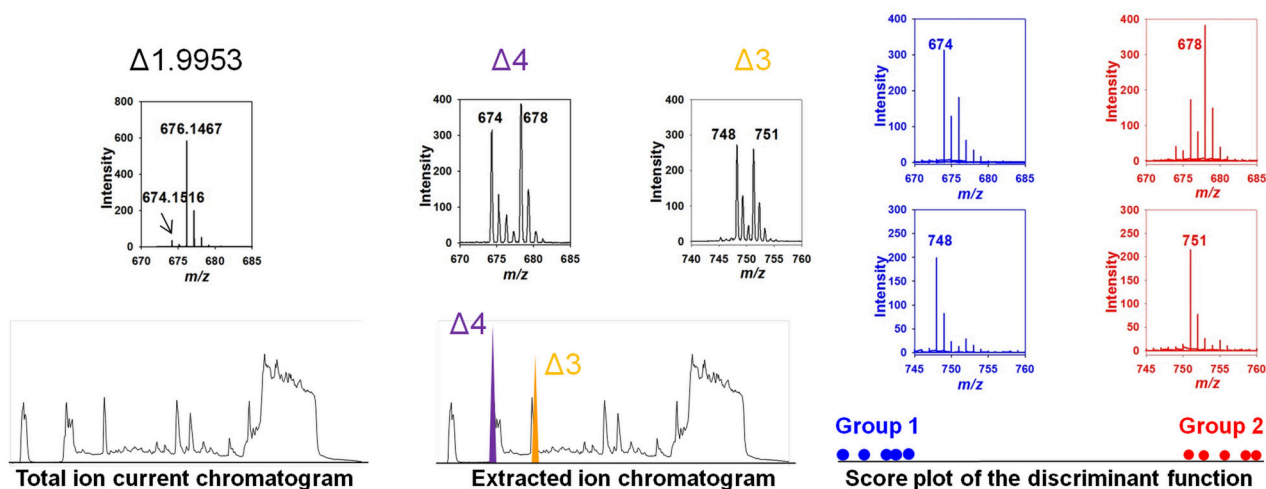 Δ1.9953
Δ4
Δ3
800
600
400
200
0
Intensity
676.1467
674.1516
670 675 680 685
m/z
400
300
200
100
0
Intensity
674 678
670 675 680 685
m/z
400
300
200
100
0
Intensity
748 751
740 745 750 755 760
m/z
400
300
200
100
0
Intensity
674
670 675 680 685
m/z
400
300
200
100
0
Intensity
678
670 675 680 685
m/z
300
250
200
150
100
50
0
Intensity
748
745 750 755 760
m/z
300
250
200
150
100
50
0
Intensity
751
745 750 755 760
m/z
Δ4
Δ3
Group 1
Group 2
Total ion current chromatogram
Extracted ion chromatogram
Score plot of the discriminant function